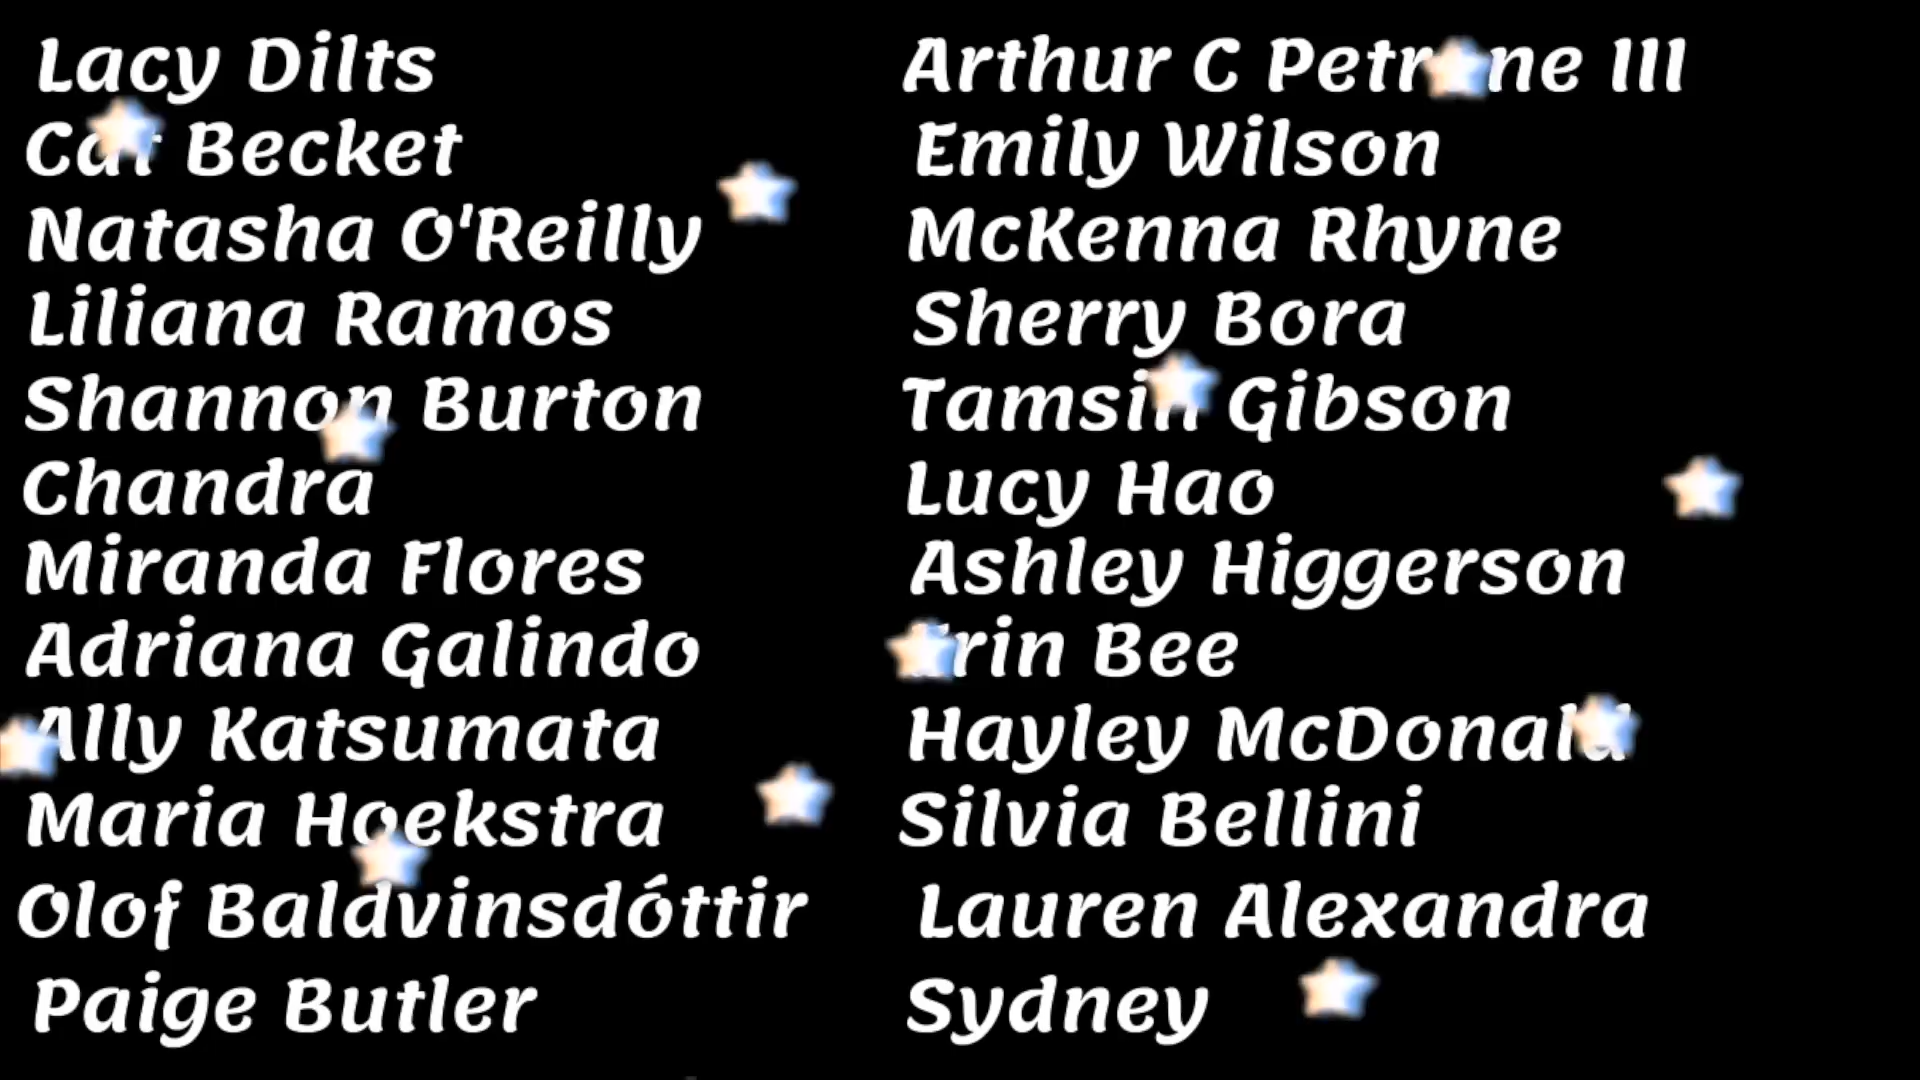 Lacy Dilts
Cat Becket
Natasha O'Reilly
Liliana Ramos
Shannon Burton
Chandra
Miranda Flores
Adriana Galindo
Ally Katsumata
Maria Hoekstra
Olof Baldvinsdóttir
Paige Butler
Arthur C III
Emily Wilson
McKenna Rhyne
Sherry Bora
Tamsin Gibson
Lucy Hao
Ashley Higgerson
Erin Bee
Hayley McDonald
Silvia Bellini
Lauren Alexandra
Sydney